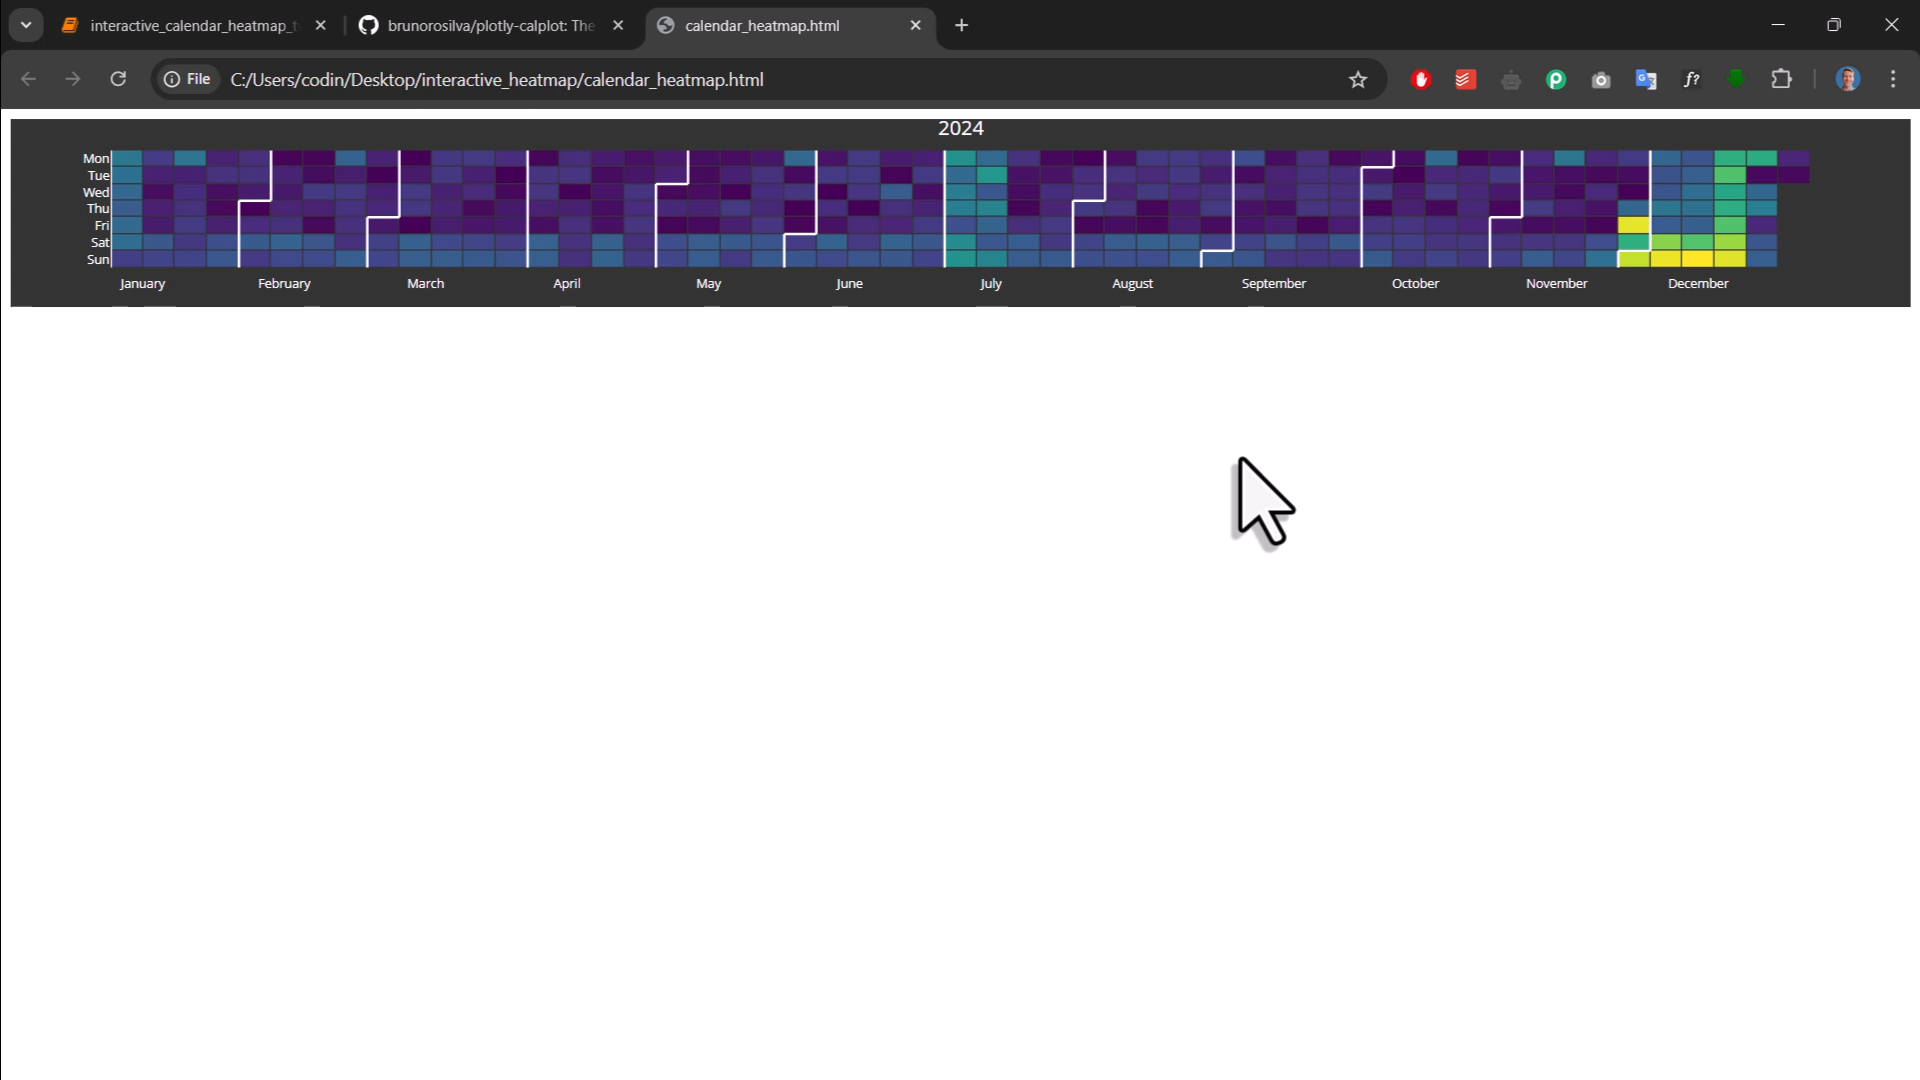 interactive_calendar_heatmap_t
brunorosilva/plotly-calplot: The
calendar_heatmap.html
File
C:/Users/codin/Desktop/interactive_heatmap/calendar_heatmap.html
2024
Mon
Tue
Wed
Thu
Fri
Sat
Sun
January February March April May June July August September October November December